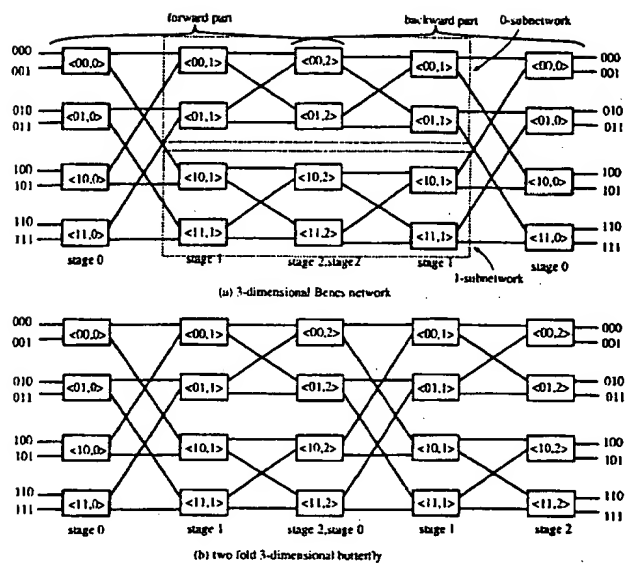 forward part backward part 0-subnetwork
000 <00,0> <00,1> <00,2> <00,1> <00,0> 000
001 001
010 <01,0> <01,1> <01,2> <01,1> <01,0> 010
011 011
100 <10,0> <10,1> <10,2> <10,1> <10,0> 100
101 101
110 <11,0> <11,1> <11,2> <11,1> <11,0> 110
111 111
stage 0 stage 1 stage 2,stage2 stage 1 1-subnetwork stage 0
(a) 3-dimensional Benes network
000 <00,0> <00,1> <00,2> <00,1> <00,2> 000
001 001
010 <01,0> <01,1> <01,2> <01,1> <01,2> 010
011 011
100 <10,0> <10,1> <10,2> <10,1> <10,2> 100
101 101
110 <11,0> <11,1> <11,2> <11,1> <11,2> 110
111 111
stage 0 stage 1 stage 2,stage 0 stage 1 stage 2
(b) two fold 3-dimensional butterfly